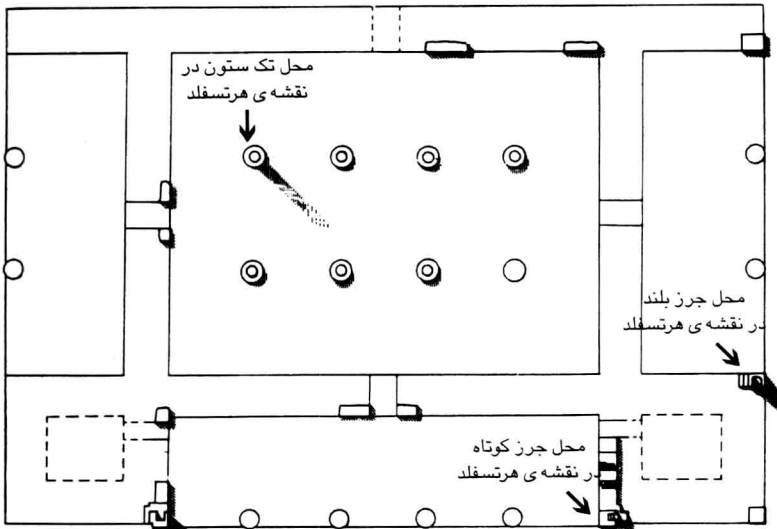 محل تک ستون در
نقشه ی هرتسفلد
محل جرز بلند
در نقشه ی هرتسفلد
محل جرز کوتاه
در نقشه ی هرتسفلد